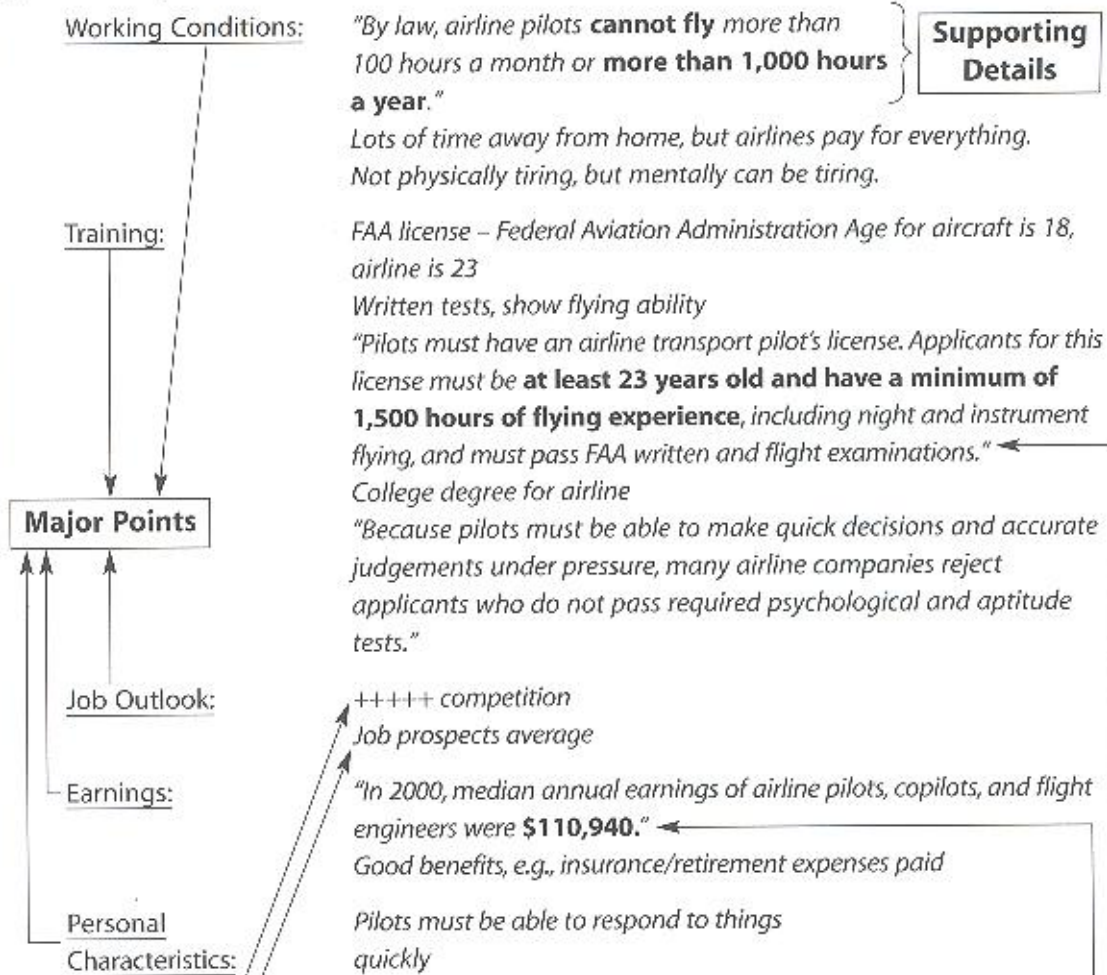 Working Conditions:
"By law, airline pilots cannot fly more than
100 hours a month or more than 1,000 hours
a year."
Supporting
Details
Lots of time away from home, but airlines pay for everything.
Not physically tiring, but mentally can be tiring.
Training:
FAA license – Federal Aviation Administration Age for aircraft is 18,
airline is 23
Written tests, show flying ability
"Pilots must have an airline transport pilot's license. Applicants for this
license must be at least 23 years old and have a minimum of
1,500 hours of flying experience, including night and instrument
flying, and must pass FAA written and flight examinations."
College degree for airline
Major Points
"Because pilots must be able to make quick decisions and accurate
judgements under pressure, many airline companies reject
applicants who do not pass required psychological and aptitude
tests."
Job Outlook:
+++++ competition
Job prospects average
Earnings:
"In 2000, median annual earnings of airline pilots, copilots, and flight
engineers were $110,940."
Good benefits, e.g., insurance/retirement expenses paid
Personal
Characteristics:
Pilots must be able to respond to things
quickly